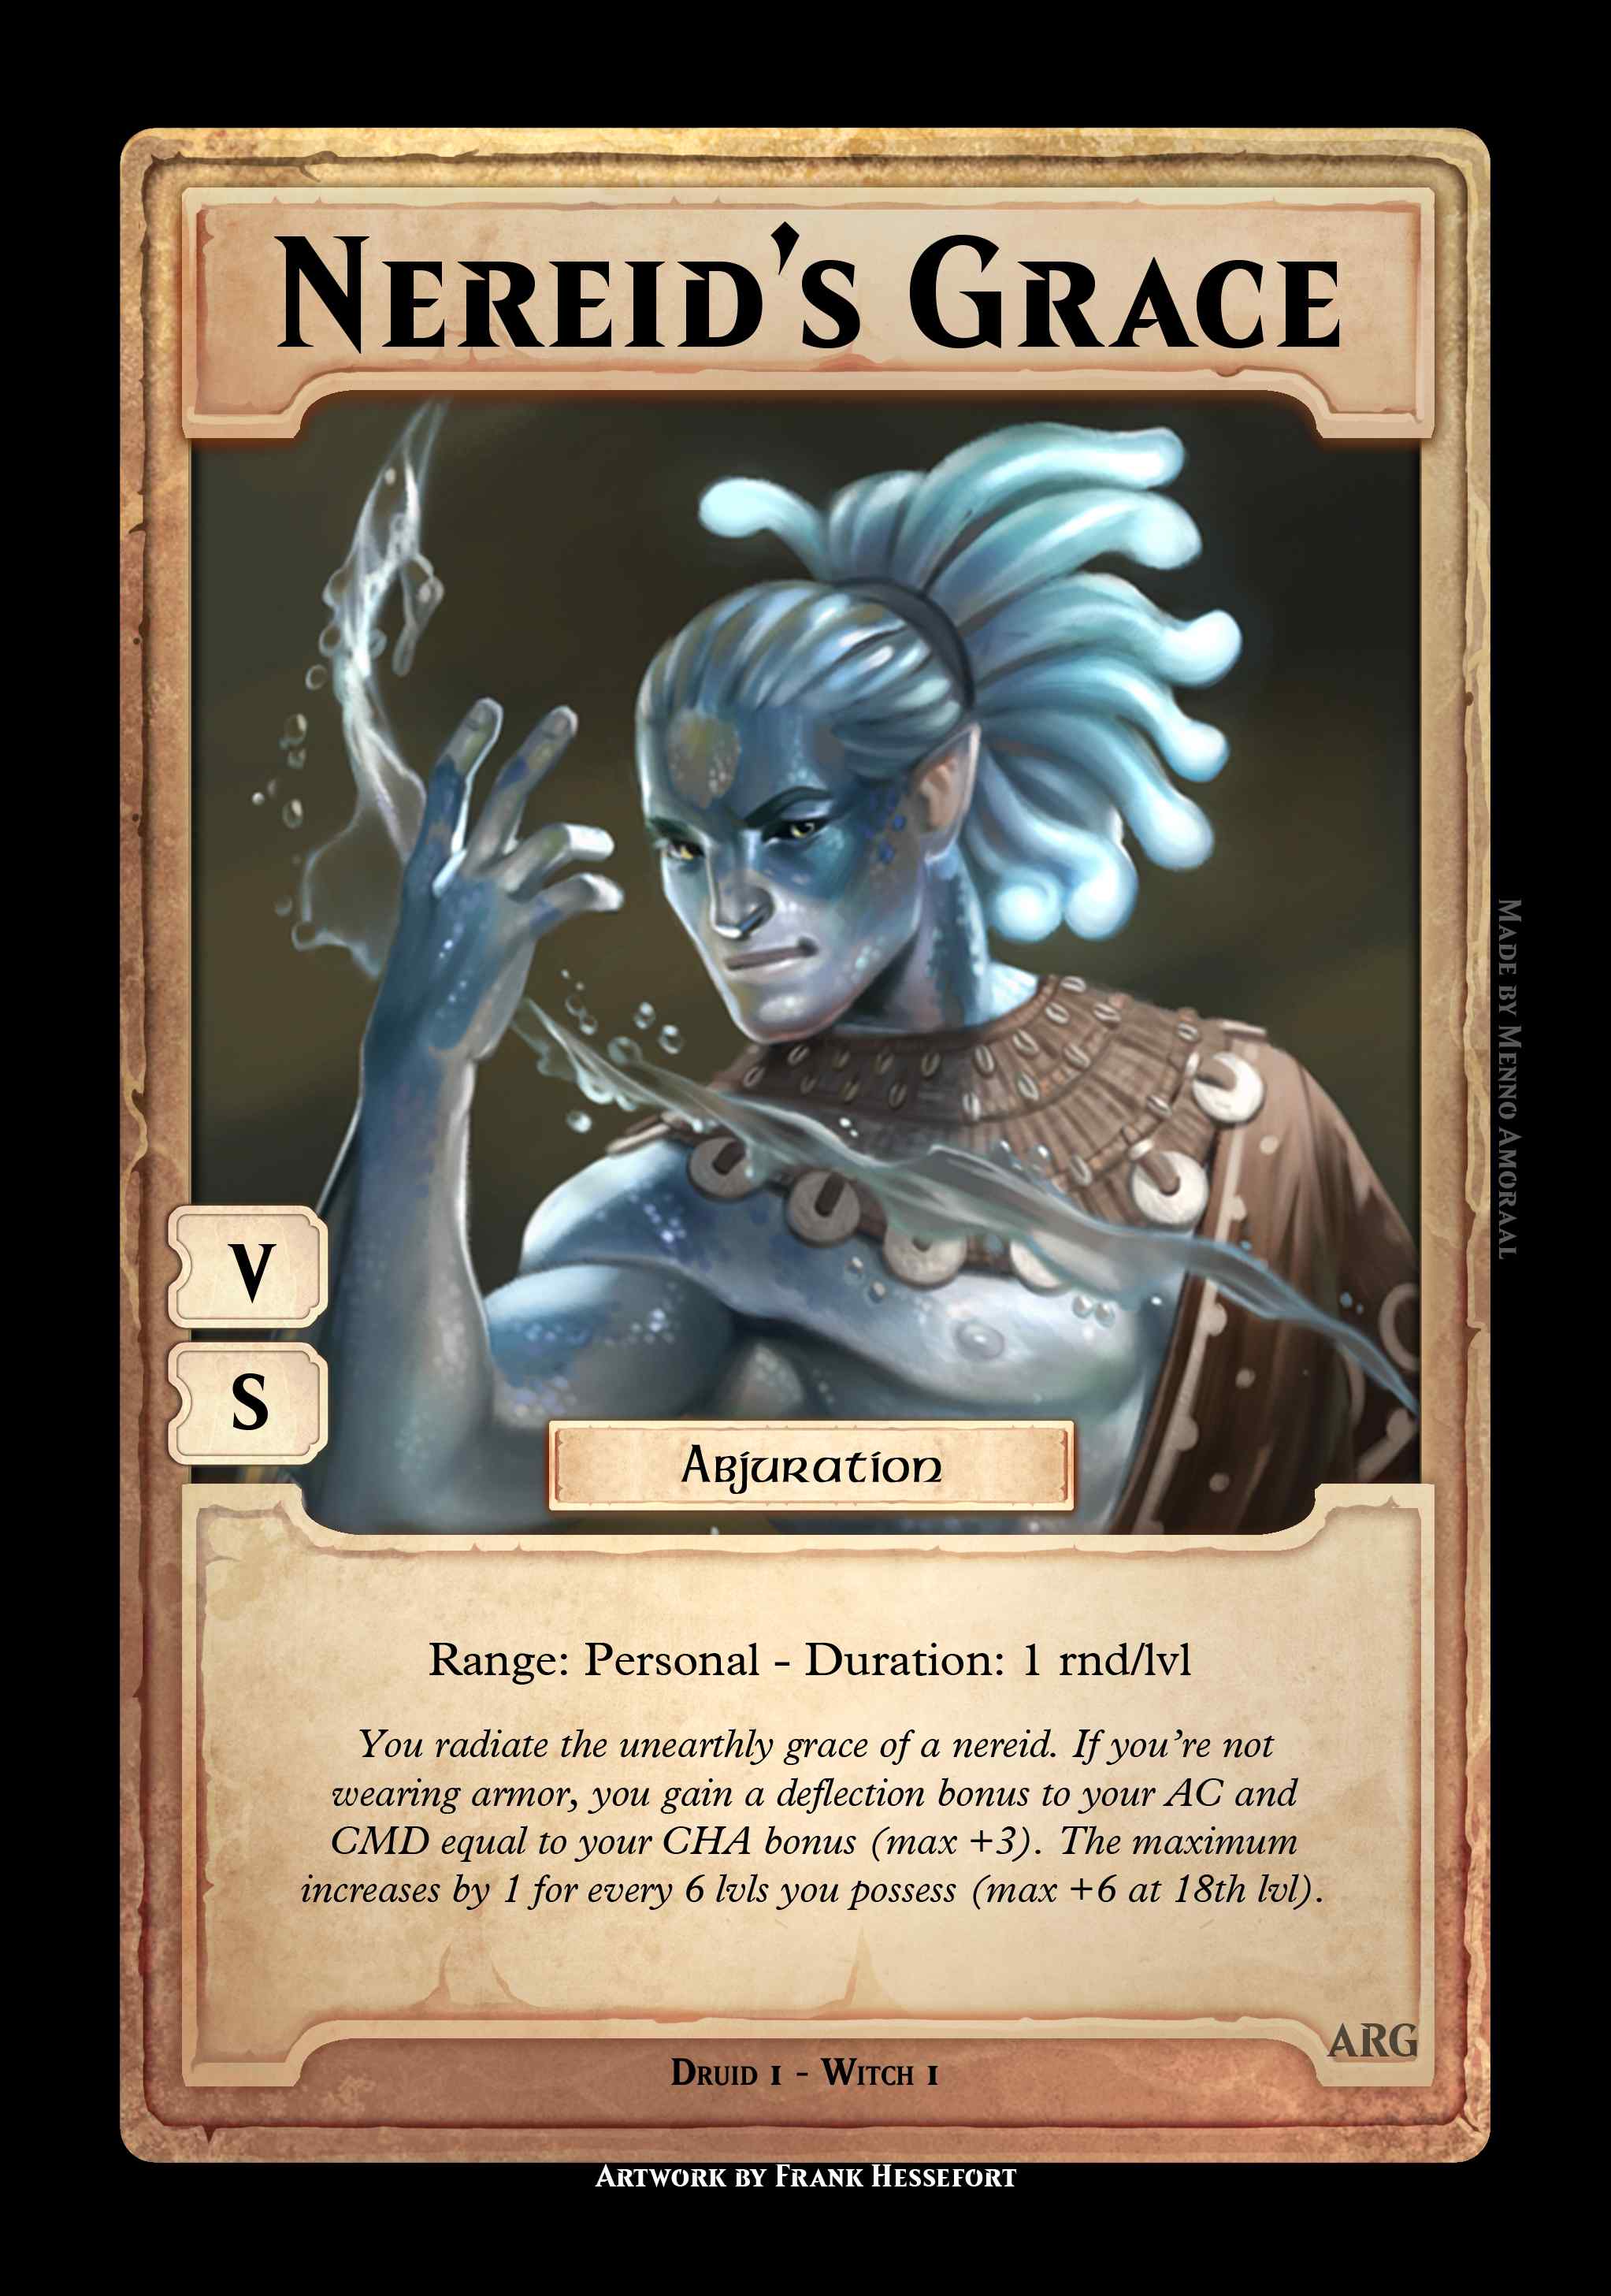 Nereid's Grace
V
S
Abjuration
Range: Personal - Duration: 1 rnd/lvl
You radiate the unearthly grace of a nereid. If you’re not
wearing armor, you gain a deflection bonus to your AC and
CMD equal to your CHA bonus (max +3). The maximum
increases by 1 for every 6 lvls you possess (max +6 at 18th lvl).
ARG
Druid 1 - Witch 1
Artwork by Frank Hessefort
Made by Menno Amoraal